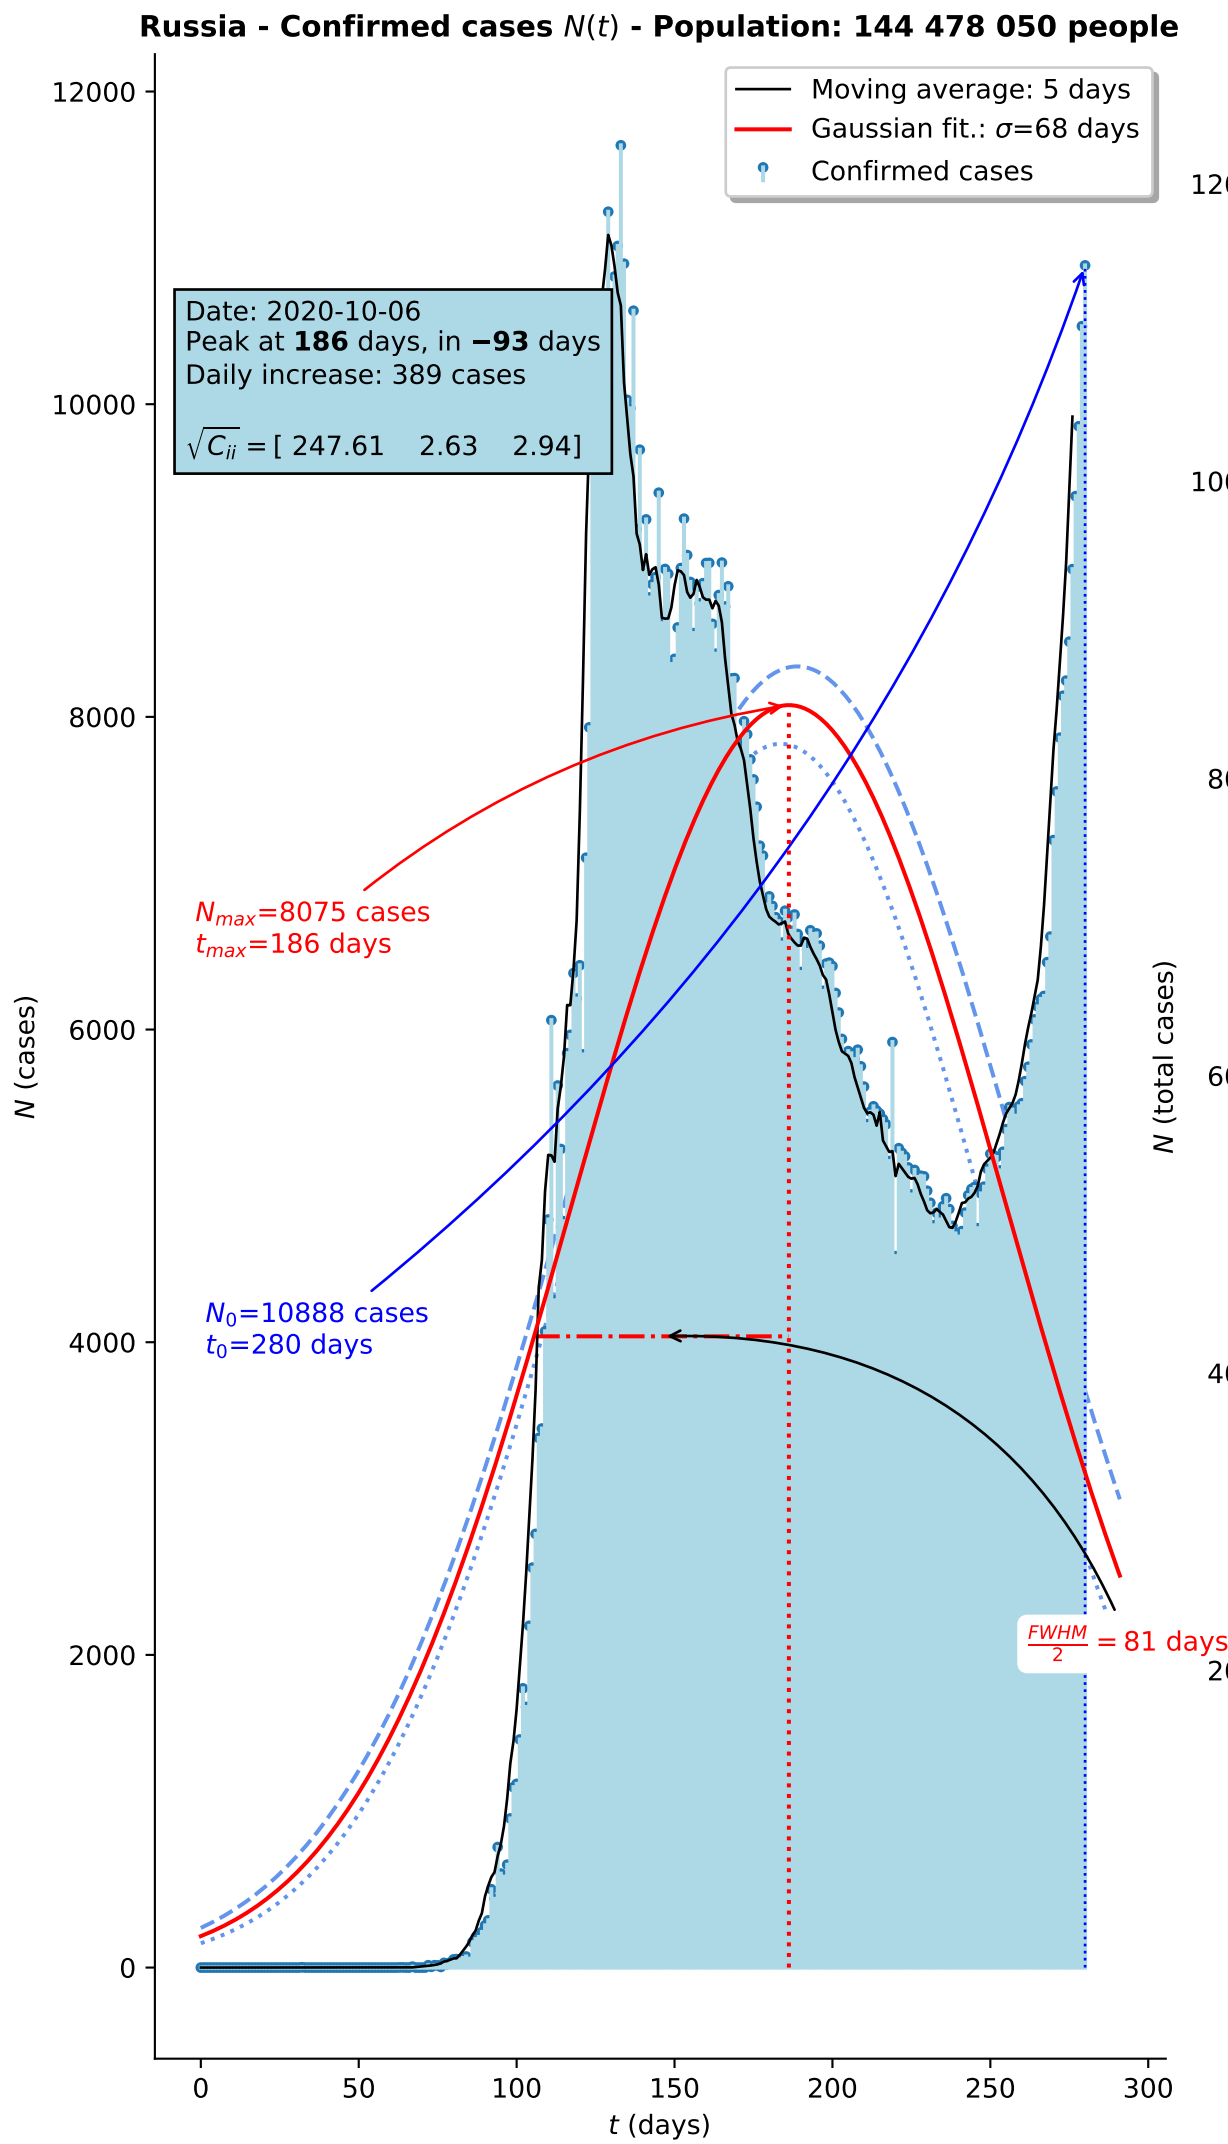 Russia - Confirmed cases N(t) - Population: 144 478 050 people
12000
10000
8000
6000
4000
2000
0
N (cases)
Moving average: 5 days
Gaussian fit.: σ=68 days
Confirmed cases
Date: 2020-10-06
Peak at 186 days, in −93 days
Daily increase: 389 cases
√C_ii = [ 247.61 2.63 2.94]
N_max=8075 cases
t_max=186 days
N_0=10888 cases
t_0=280 days
FWHM/2 = 81 days
N (total cases)
0 50 100 150 200 250 300
t (days)